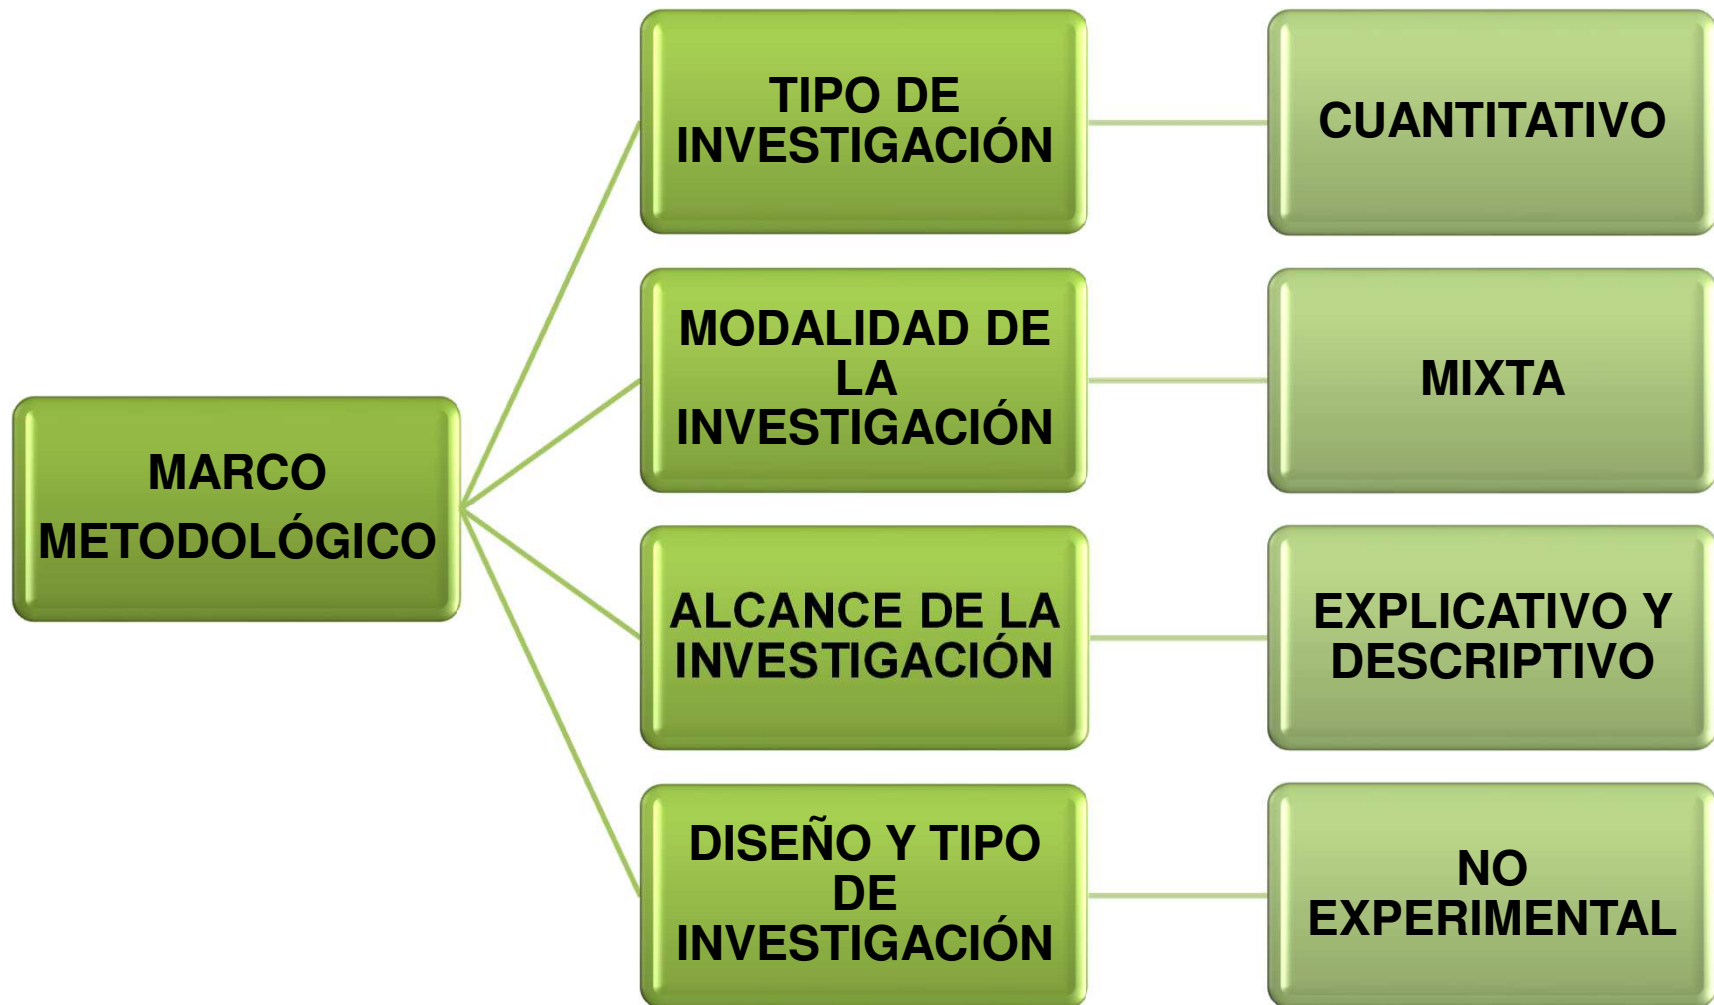 MARCO
METODOLÓGICO
TIPO DE
INVESTIGACIÓN
CUANTITATIVO
MODALIDAD DE
LA
INVESTIGACIÓN
MIXTA
ALCANCE DE LA
INVESTIGACIÓN
EXPLICATIVO Y
DESCRIPTIVO
DISEÑO Y TIPO
DE
INVESTIGACIÓN
NO
EXPERIMENTAL